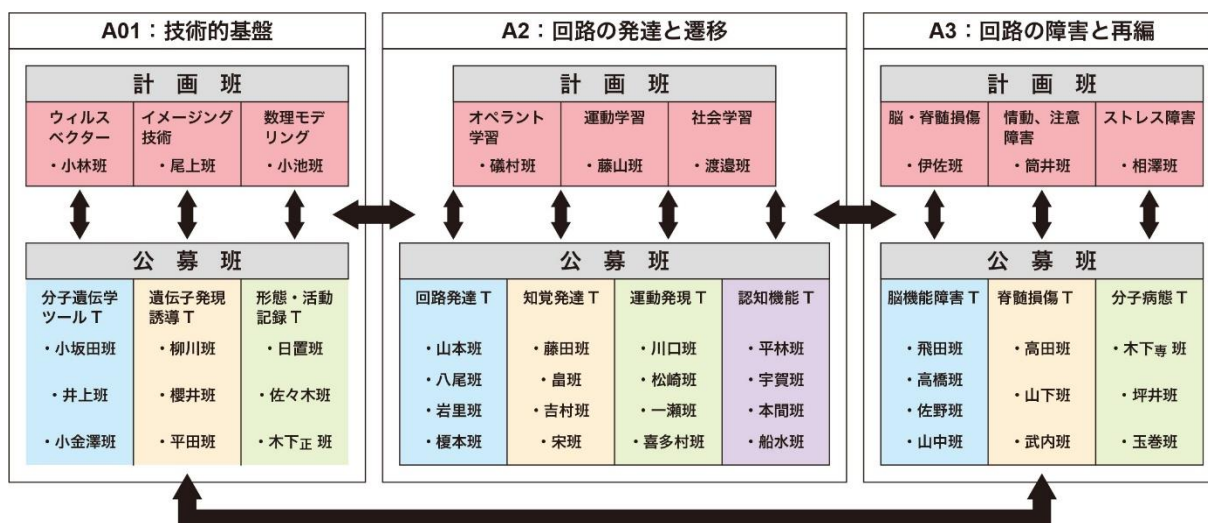 A01：技術的基盤
計 画 班
ウィルス
ベクター
・小林班
イメージング
技術
・尾上班
数理モデ
リング
・小池班
公 募 班
分子遺伝学
ツール T
・小坂田班
・井上班
・小金澤班
遺伝子発現
誘導 T
・柳川班
・櫻井班
・平田班
形態・活動
記録 T
・日置班
・佐々木班
・木下正 班
A2：回路の発達と遷移
計 画 班
オペラント
学習
・礒村班
運動学習
・藤山班
社会学習
・渡邉班
公 募 班
回路発達 T
・山本班
・八尾班
・岩里班
・榎本班
知覚発達 T
・藤田班
・畠班
・吉村班
・宋班
運動発現 T
・川口班
・松崎班
・一瀬班
・喜多村班
認知機能 T
・平林班
・宇賀班
・本間班
・船水班
A3：回路の障害と再編
計 画 班
脳・脊髄損傷
・伊佐班
情動、注意
障害
・筒井班
ストレス障害
・相澤班
公 募 班
脳機能障害 T
・飛田班
・高橋班
・佐野班
・山中班
脊髄損傷 T
・高田班
・山下班
・武内班
分子病態 T
・木下専 班
・坪井班
・玉巻班